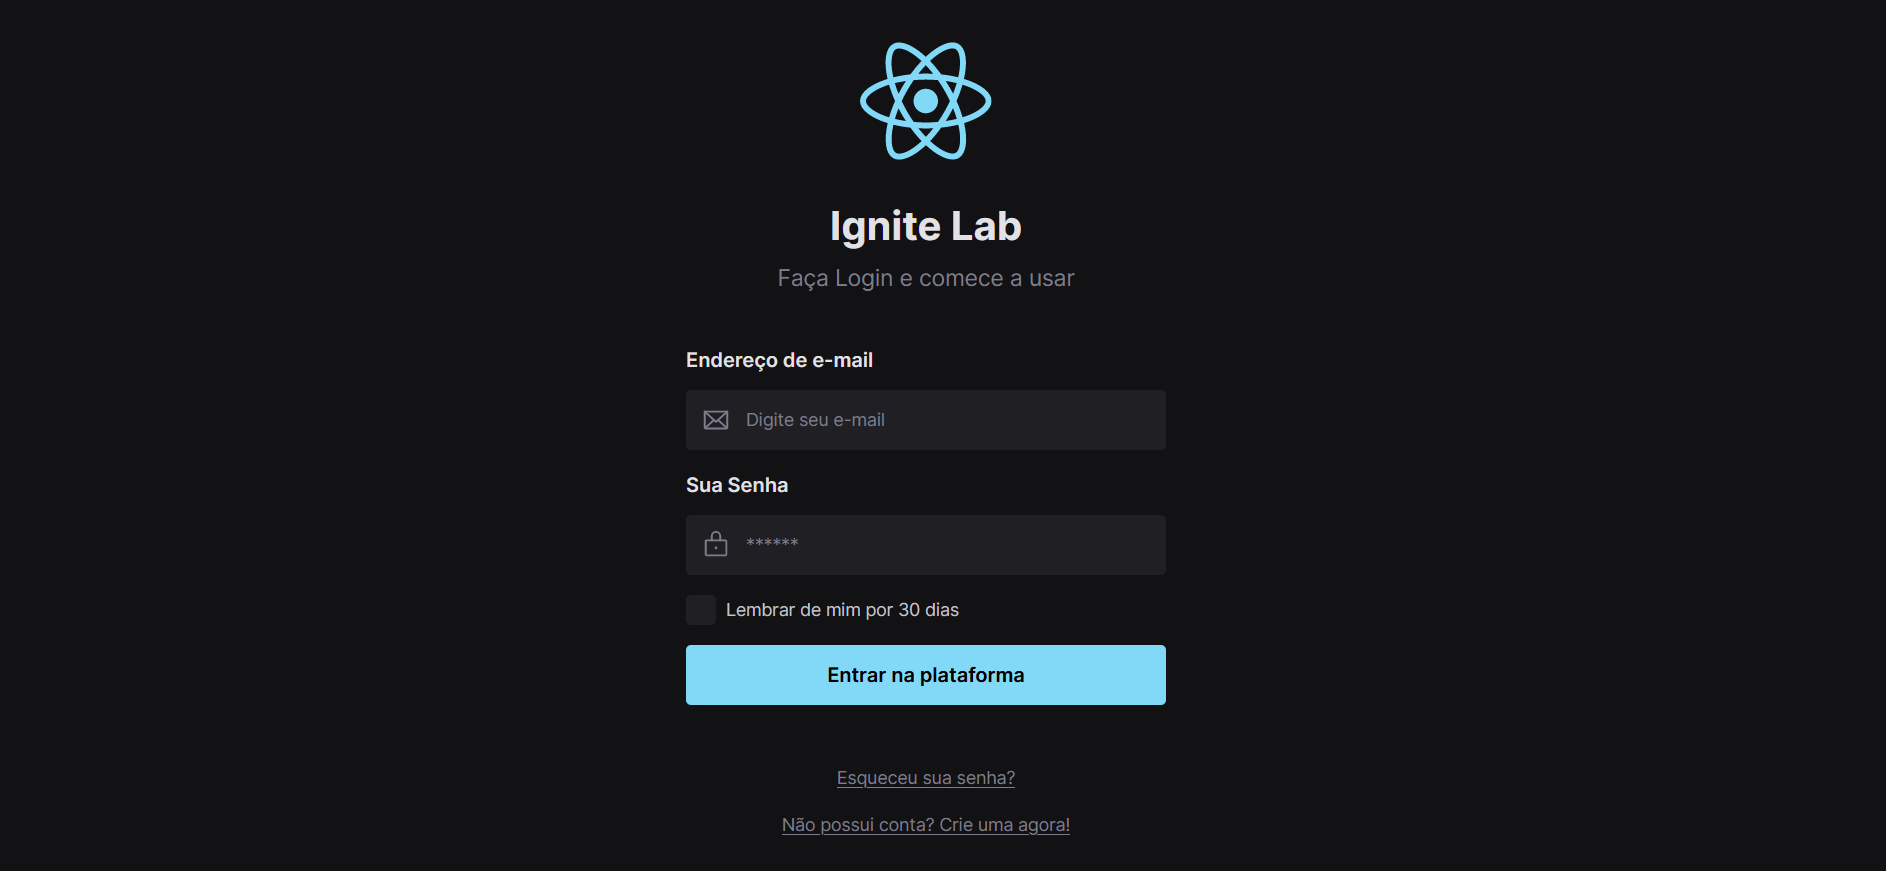 Ignite Lab
Faça Login e comece a usar
Endereço de e-mail
Digite seu e-mail
Sua Senha
******
Lembrar de mim por 30 dias
Entrar na plataforma
Esqueceu sua senha?
Não possui conta? Crie uma agora!